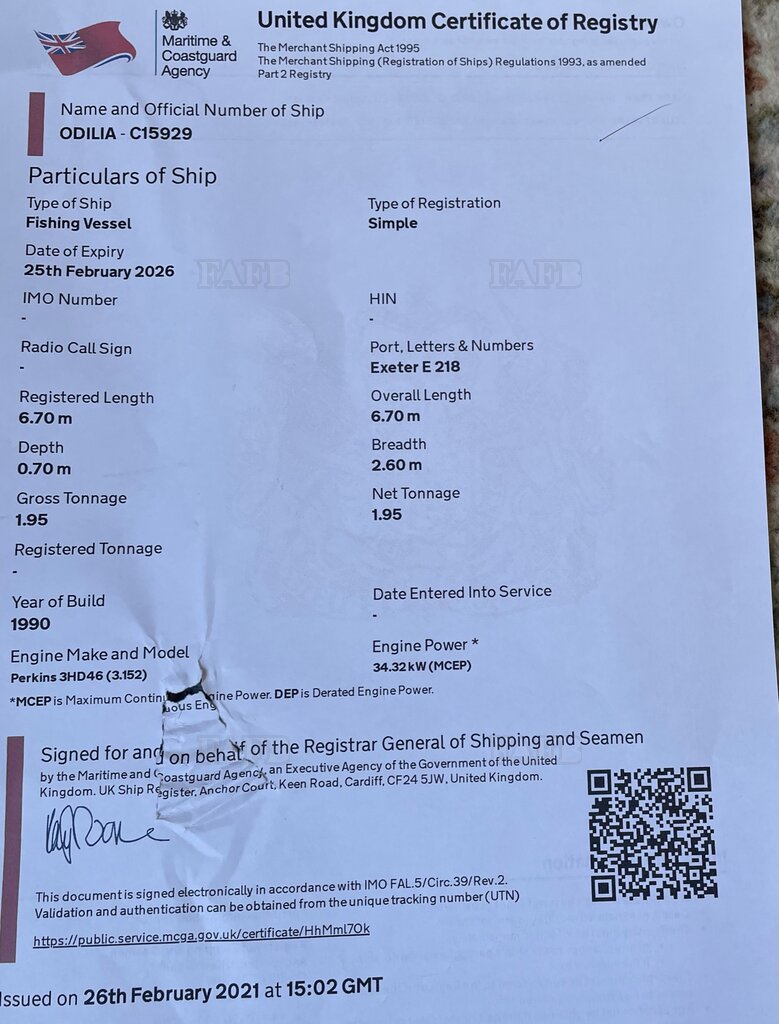 Maritime &
Coastguard
Agency
United Kingdom Certificate of Registry
The Merchant Shipping Act 1995
The Merchant Shipping (Registration of Ships) Regulations 1993, as amended
Part 2 Registry
Name and Official Number of Ship
ODILIA - C15929
Particulars of Ship
Type of Ship
Type of Registration
Fishing Vessel
Simple
Date of Expiry
25th February 2026
FAFB
FAFB
IMO Number
HIN
-
-
Radio Call Sign
Port, Letters & Numbers
-
Exeter E 218
Registered Length
Overall Length
6.70 m
6.70 m
Depth
Breadth
0.70 m
2.60 m
Gross Tonnage
Net Tonnage
1.95
1.95
Registered Tonnage
-
Year of Build
Date Entered Into Service
1990
-
Engine Make and Model
Engine Power *
Perkins 3HD46 (3.152)
34.32 kW (MCEP)
*MCEP is Maximum Continuous Engine Power. DEP is Derated Engine Power.
Signed for and on behalf of the Registrar General of Shipping and Seamen
by the Maritime and Coastguard Agency, an Executive Agency of the Government of the United
Kingdom. UK Ship Register, Anchor Court, Keen Road, Cardiff, CF24 5JW, United Kingdom.
This document is signed electronically in accordance with IMO FAL.5/Circ.39/Rev.2.
Validation and authentication can be obtained from the unique tracking number (UTN)
https://public.service.mcga.gov.uk/certificate/HhMml7Ok
Issued on 26th February 2021 at 15:02 GMT